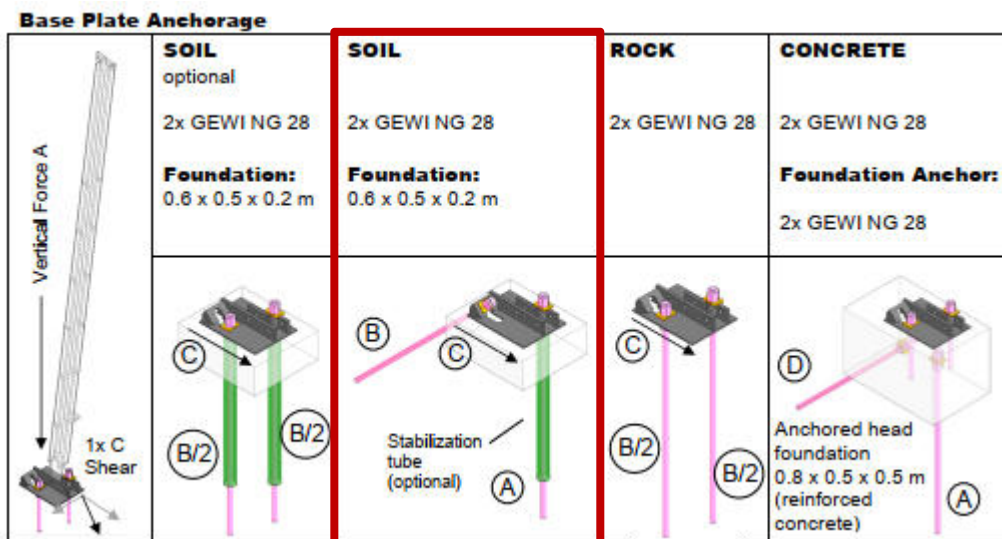 Base Plate Anchorage
Vertical Force A
1x C
Shear
SOIL
optional
2x GEWI NG 28
Foundation:
0.6 x 0.5 x 0.2 m
C
B/2
B/2
SOIL
2x GEWI NG 28
Foundation:
0.6 x 0.5 x 0.2 m
B
C
Stabilization
tube
(optional)
A
ROCK
2x GEWI NG 28
C
B/2
B/2
CONCRETE
2x GEWI NG 28
Foundation Anchor:
2x GEWI NG 28
D
Anchored head
foundation
0.8 x 0.5 x 0.5 m
(reinforced
concrete)
A